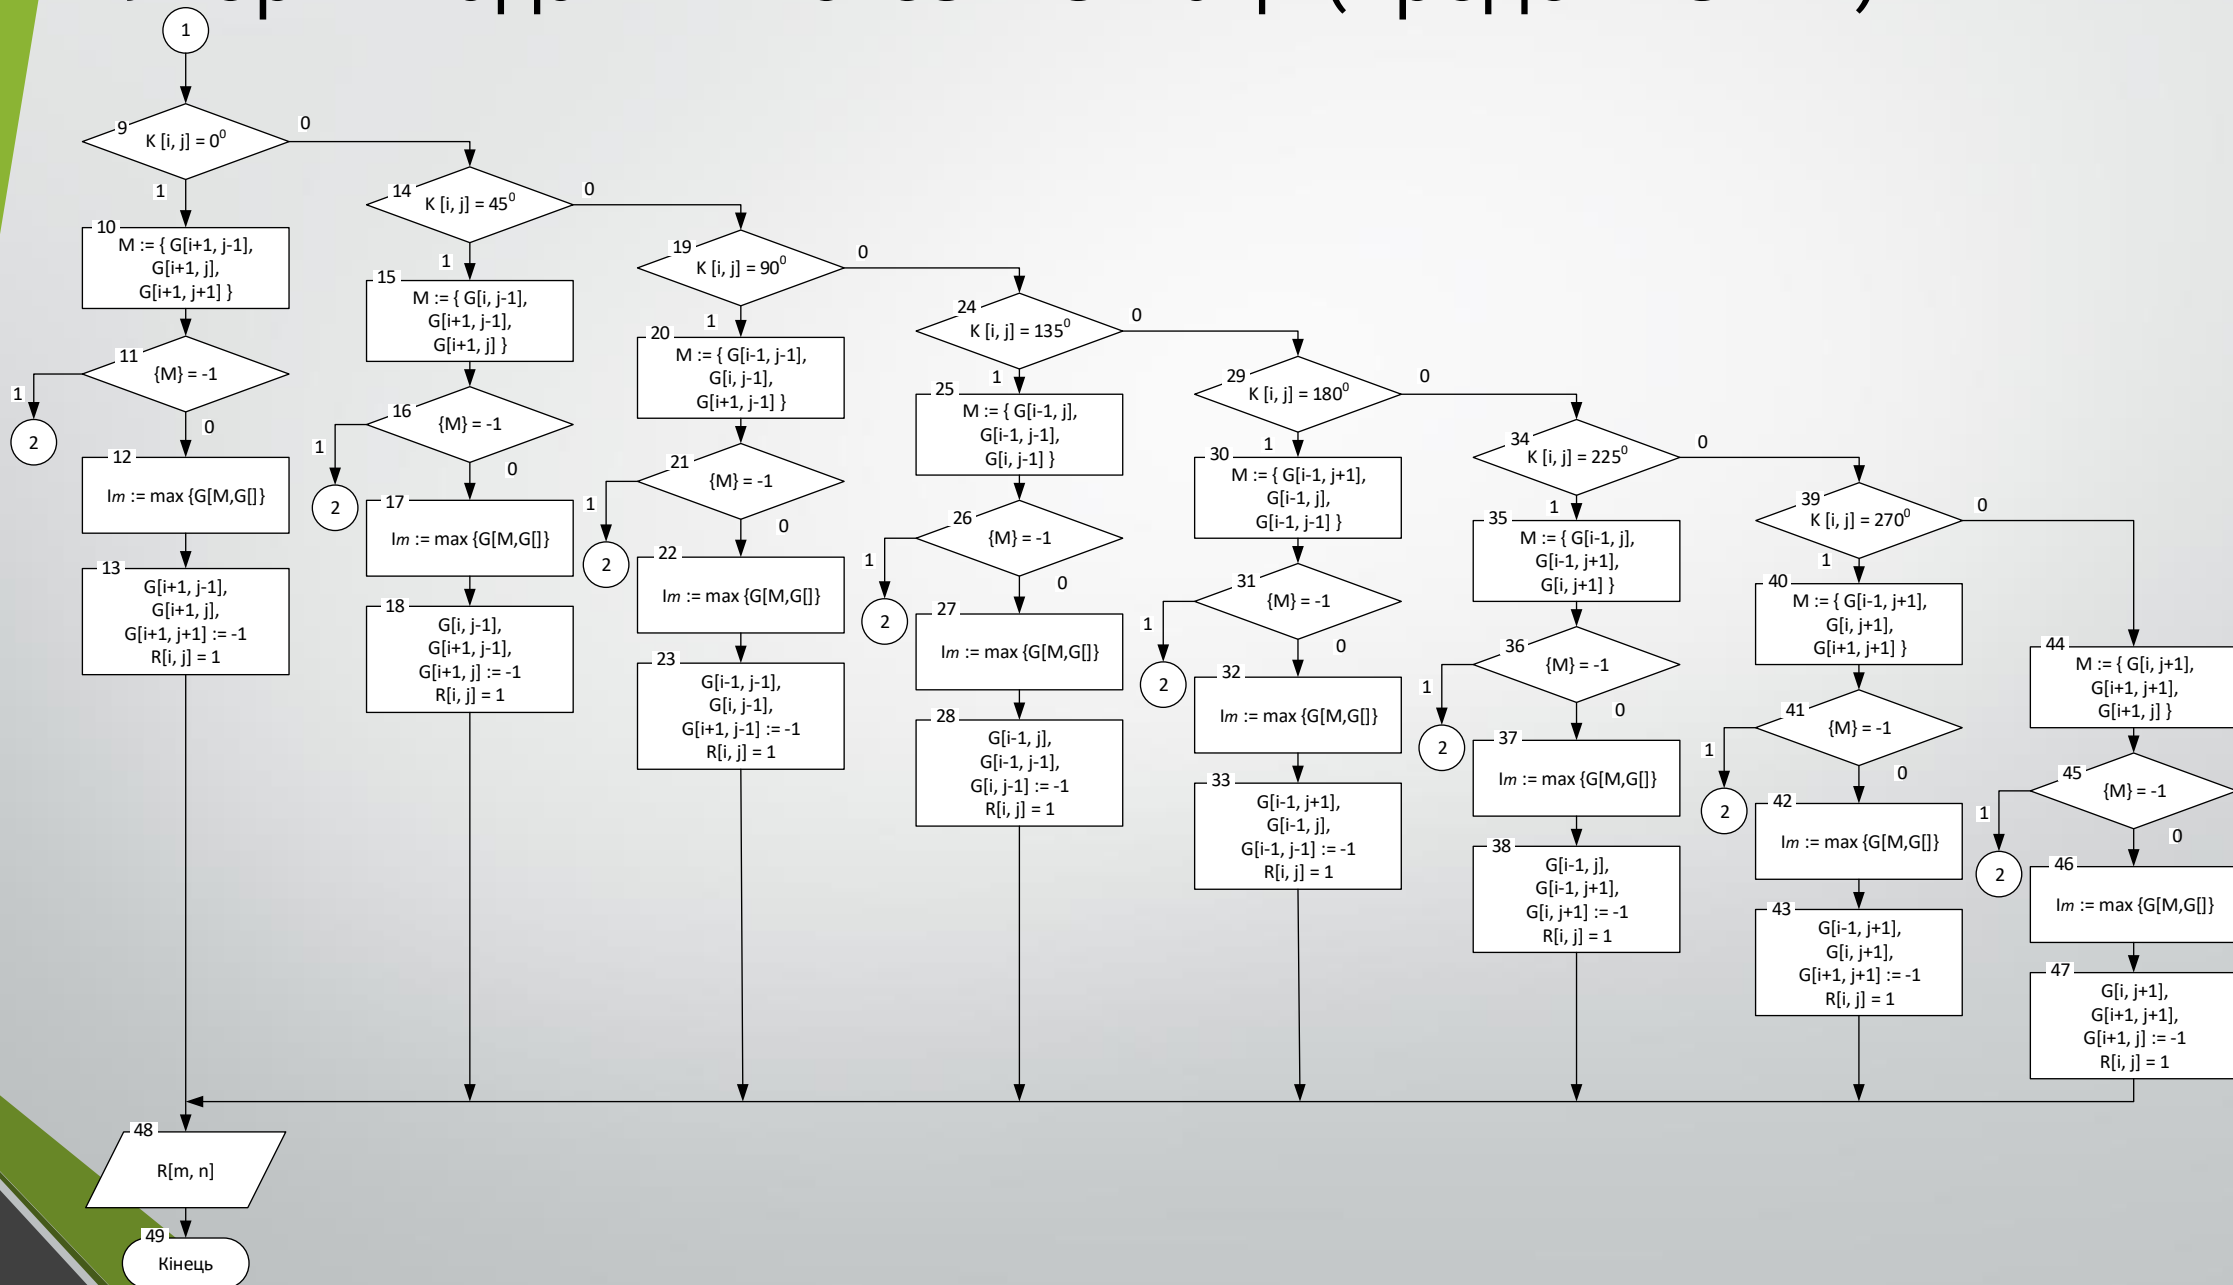 1
9
K [i, j] = 0⁰
0
1
10
M := { G[i+1, j-1],
G[i+1, j],
G[i+1, j+1] }
11
{M} = -1
1
2
0
12
Im := max {G[M,G[]}
13
G[i+1, j-1],
G[i+1, j],
G[i+1, j+1] := -1
R[i, j] = 1
14
K [i, j] = 45⁰
0
1
15
M := { G[i, j-1],
G[i+1, j-1],
G[i+1, j] }
16
{M} = -1
1
2
0
17
Im := max {G[M,G[]}
18
G[i, j-1],
G[i+1, j-1],
G[i+1, j] := -1
R[i, j] = 1
19
K [i, j] = 90⁰
0
1
20
M := { G[i-1, j-1],
G[i, j-1],
G[i+1, j-1] }
21
{M} = -1
1
2
0
22
Im := max {G[M,G[]}
23
G[i-1, j-1],
G[i, j-1],
G[i+1, j-1] := -1
R[i, j] = 1
24
K [i, j] = 135⁰
0
1
25
M := { G[i-1, j],
G[i-1, j-1],
G[i, j-1] }
26
{M} = -1
1
2
0
27
Im := max {G[M,G[]}
28
G[i-1, j],
G[i-1, j-1],
G[i, j-1] := -1
R[i, j] = 1
29
K [i, j] = 180⁰
0
1
30
M := { G[i-1, j+1],
G[i-1, j],
G[i-1, j-1] }
31
{M} = -1
1
2
0
32
Im := max {G[M,G[]}
33
G[i-1, j+1],
G[i-1, j],
G[i-1, j-1] := -1
R[i, j] = 1
34
K [i, j] = 225⁰
0
1
35
M := { G[i-1, j],
G[i-1, j+1],
G[i, j+1] }
36
{M} = -1
1
2
0
37
Im := max {G[M,G[]}
38
G[i-1, j],
G[i-1, j+1],
G[i, j+1] := -1
R[i, j] = 1
39
K [i, j] = 270⁰
0
1
40
M := { G[i-1, j+1],
G[i, j+1],
G[i+1, j+1] }
41
{M} = -1
1
2
0
42
Im := max {G[M,G[]}
43
G[i-1, j+1],
G[i, j+1],
G[i+1, j+1] := -1
R[i, j] = 1
44
M := { G[i, j+1],
G[i+1, j+1],
G[i+1, j] }
45
{M} = -1
1
2
0
46
Im := max {G[M,G[]}
47
G[i, j+1],
G[i+1, j+1],
G[i+1, j] := -1
R[i, j] = 1
48
R[m, n]
49
Кінець